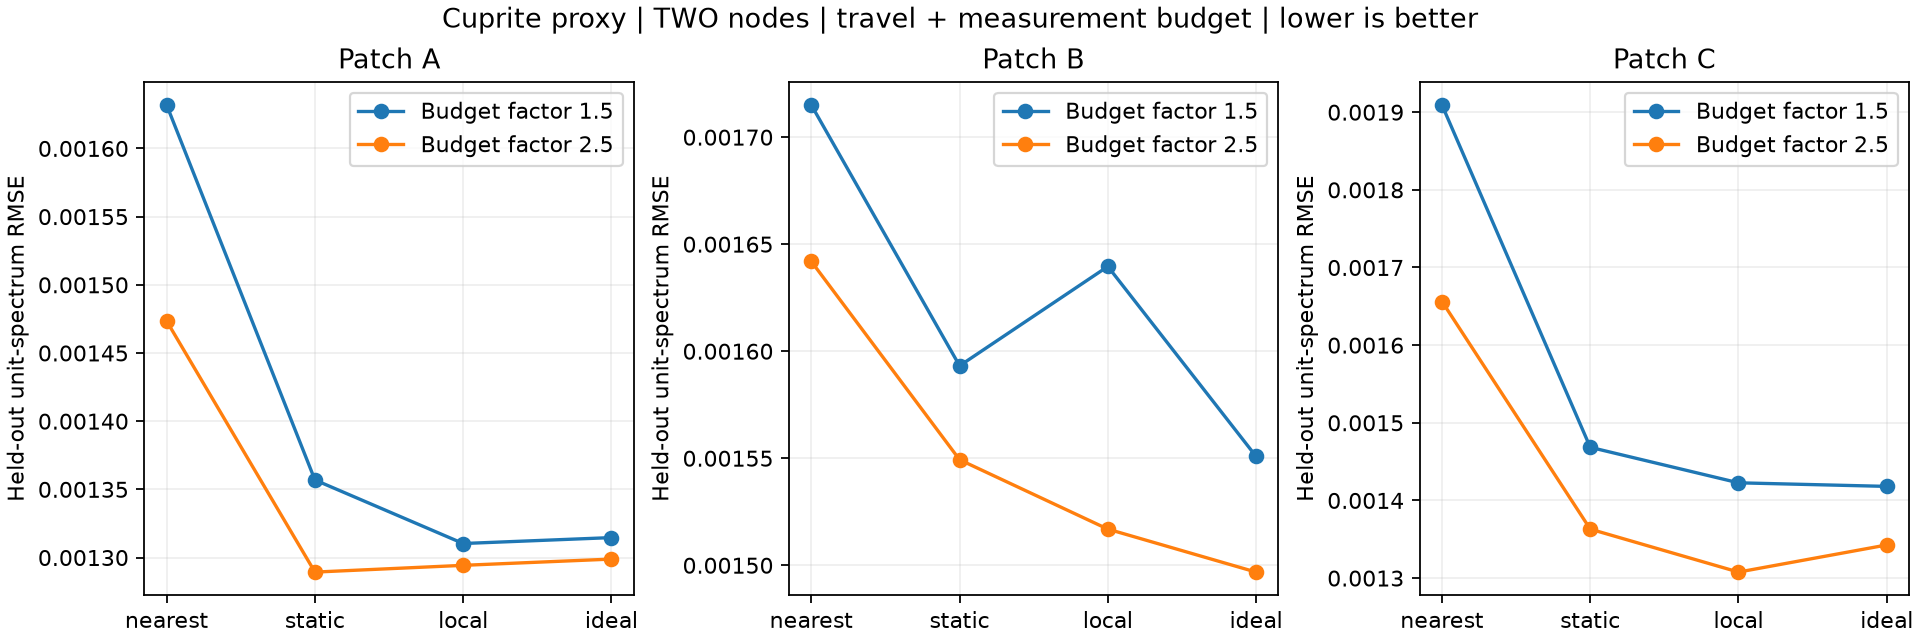 Cuprite proxy | TWO nodes | travel + measurement budget | lower is better
Patch A
Held-out unit-spectrum RMSE
0.00160
0.00155
0.00150
0.00145
0.00140
0.00135
0.00130
Budget factor 1.5
Budget factor 2.5
nearest static local ideal
Patch B
Held-out unit-spectrum RMSE
0.00170
0.00165
0.00160
0.00155
0.00150
Budget factor 1.5
Budget factor 2.5
nearest static local ideal
Patch C
Held-out unit-spectrum RMSE
0.0019
0.0018
0.0017
0.0016
0.0015
0.0014
0.0013
Budget factor 1.5
Budget factor 2.5
nearest static local ideal